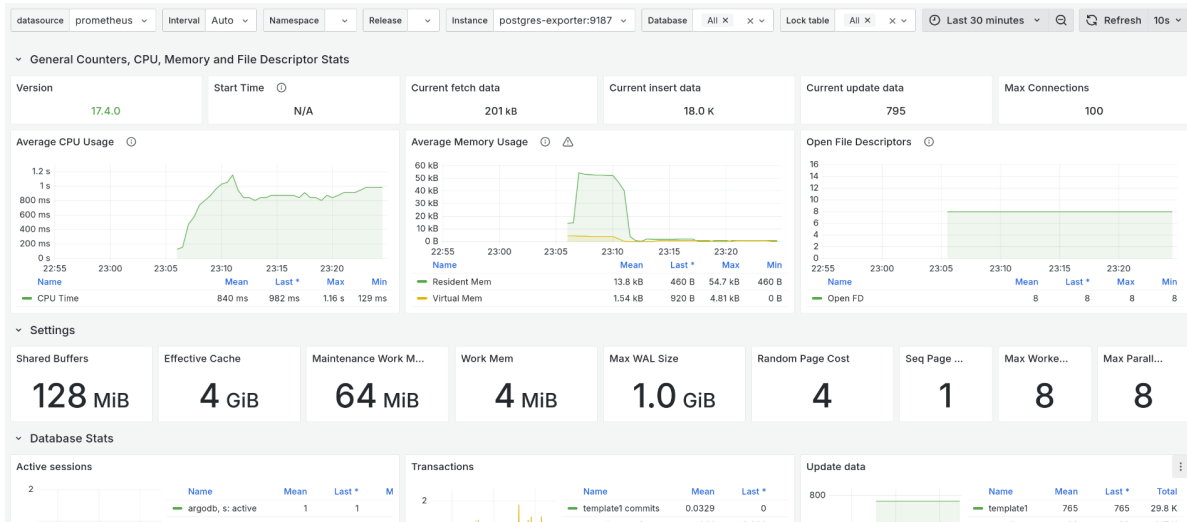 datasource prometheus Interval Auto Namespace Release Instance postgres-exporter:9187 Database All × × Lock table All × × Last 30 minutes Refresh 10s
General Counters, CPU, Memory and File Descriptor Stats
Version Start Time Current fetch data Current insert data Current update data Max Connections
17.4.0 N/A 201 kB 18.0 K 795 100
Average CPU Usage
1.2 s
1 s
800 ms
600 ms
400 ms
200 ms
0 s
22:55 23:00 23:05 23:10 23:15 23:20
Name Mean Last * Max Min
CPU Time 840 ms 982 ms 1.16 s 129 ms
Average Memory Usage
60 kB
50 kB
40 kB
30 kB
20 kB
10 kB
0 B
22:55 23:00 23:05 23:10 23:15 23:20
Name Mean Last * Max Min
Resident Mem 13.8 kB 460 B 54.7 kB 460 B
Virtual Mem 1.54 kB 920 B 4.81 kB 0 B
Open File Descriptors
16
14
12
10
8
6
4
2
0
22:55 23:00 23:05 23:10 23:15 23:20
Name Mean Last * Max Min
Open FD 8 8 8 8
Settings
Shared Buffers Effective Cache Maintenance Work M... Work Mem Max WAL Size Random Page Cost Seq Page ... Max Worke... Max Parall...
128 MiB 4 GiB 64 MiB 4 MiB 1.0 GiB 4 1 8 8
Database Stats
Active sessions
2
Name Mean Last * M
argodb, s: active 1 1
Transactions
2
Name Mean Last *
template1 commits 0.0329 0
Update data
800
Name Mean Last * Total
template1 765 765 29.8 K